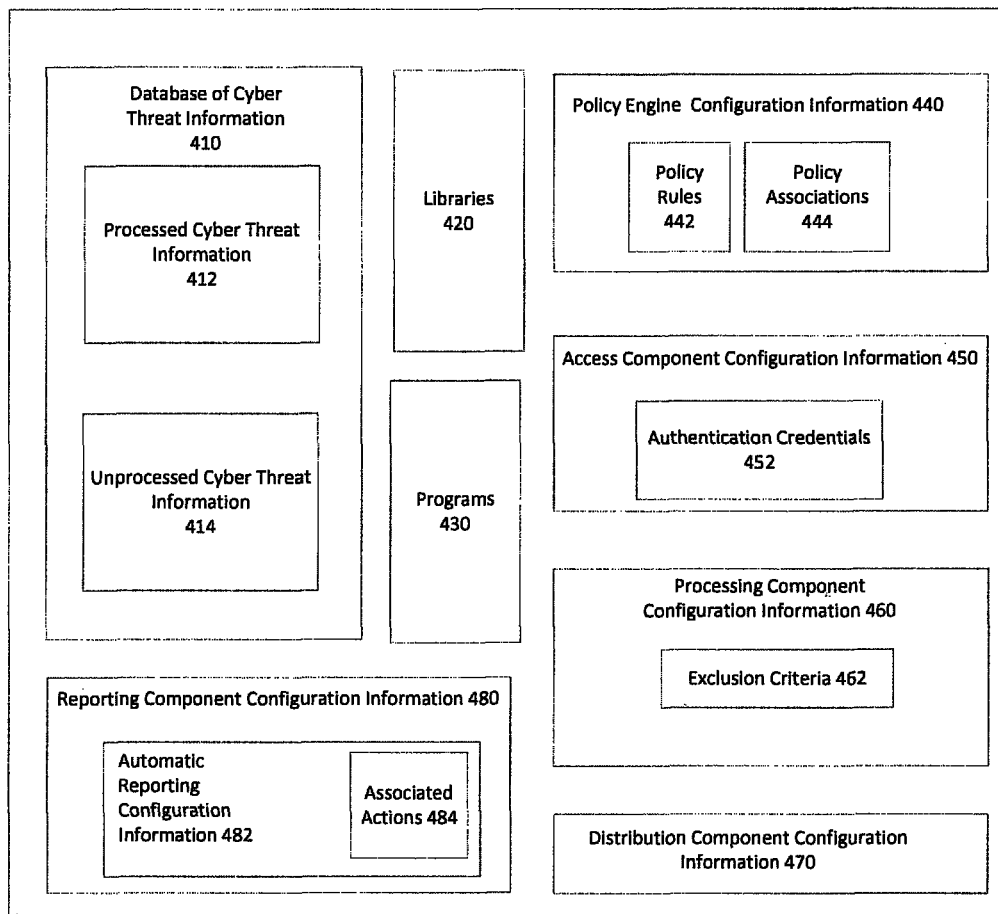 Database of Cyber
Threat Information
410
Processed Cyber Threat
Information
412
Unprocessed Cyber Threat
Information
414
Libraries
420
Programs
430
Policy Engine Configuration Information 440
Policy
Rules
442
Policy
Associations
444
Access Component Configuration Information 450
Authentication Credentials
452
Processing Component
Configuration Information 460
Exclusion Criteria 462
Reporting Component Configuration Information 480
Automatic
Reporting
Configuration
Information 482
Associated
Actions 484
Distribution Component Configuration
Information 470